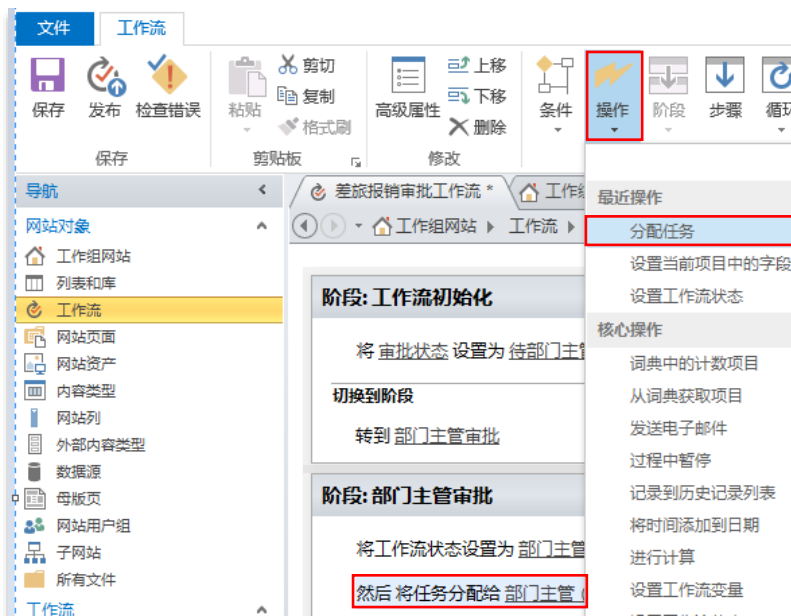 文件 工作流
保存 发布 检查错误 粘贴 剪切 复制 格式刷 高级属性 上移 下移 删除 条件 操作 阶段 步骤 循环
保存 剪贴板 修改
导航
网站对象
工作组网站
列表和库
工作流
网站页面
网站资产
内容类型
网站列
外部内容类型
数据源
母版页
网站用户组
子网站
所有文件
工作流
差旅报销审批工作流 * 工作组
工作组网站 工作流
阶段: 工作流初始化
将 审批状态 设置为 待部门主管
切换到阶段
转到 部门主管审批
阶段: 部门主管审批
将工作流状态设置为 部门主管
然后 将任务分配给 部门主管 (
最近操作
分配任务
设置当前项目中的字段
设置工作流状态
核心操作
词典中的计数项目
从词典获取项目
发送电子邮件
过程中暂停
记录到历史记录列表
将时间添加到日期
进行计算
设置工作流变量